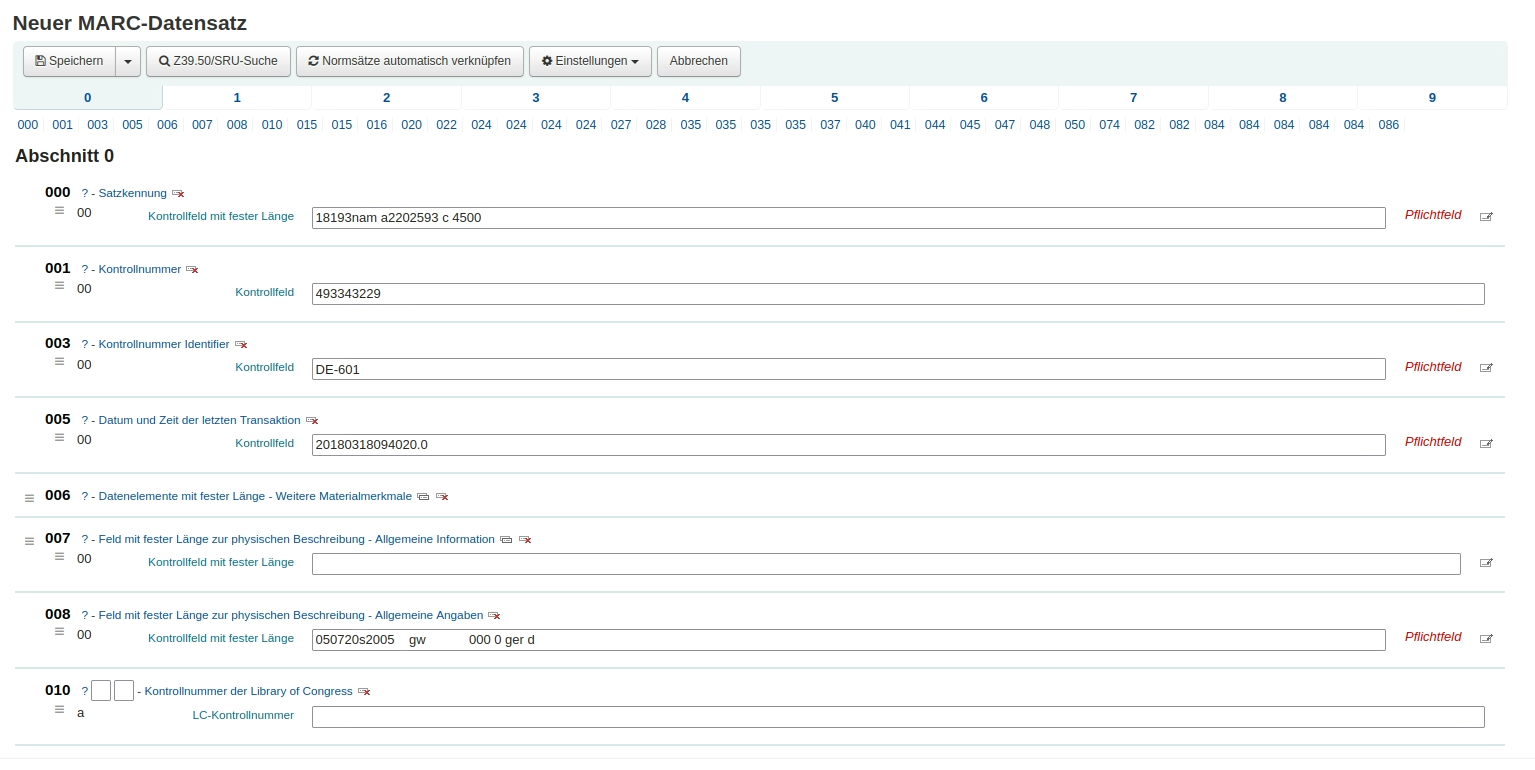 Neuer MARC-Datensatz
Speichern Z39.50/SRU-Suche Normsätze automatisch verknüpfen Einstellungen Abbrechen
0 1 2 3 4 5 6 7 8 9
000 001 003 005 006 007 008 010 015 015 016 020 022 024 024 024 024 027 028 035 035 035 035 037 040 041 044 045 047 048 050 074 082 082 084 084 084 084 084 086
Abschnitt 0
000 ? - Satzkennung
00 Kontrollfeld mit fester Länge 18193nam a2202593 c 4500 Pflichtfeld
001 ? - Kontrollnummer
00 Kontrollfeld 493343229
003 ? - Kontrollnummer Identifier
00 Kontrollfeld DE-601 Pflichtfeld
005 ? - Datum und Zeit der letzten Transaktion
00 Kontrollfeld 20180318094020.0 Pflichtfeld
006 ? - Datenelemente mit fester Länge - Weitere Materialmerkmale
007 ? - Feld mit fester Länge zur physischen Beschreibung - Allgemeine Information
00 Kontrollfeld mit fester Länge
008 ? - Feld mit fester Länge zur physischen Beschreibung - Allgemeine Angaben
00 Kontrollfeld mit fester Länge 050720s2005    gw            000 0 ger d Pflichtfeld
010 ? - Kontrollnummer der Library of Congress
a LC-Kontrollnummer